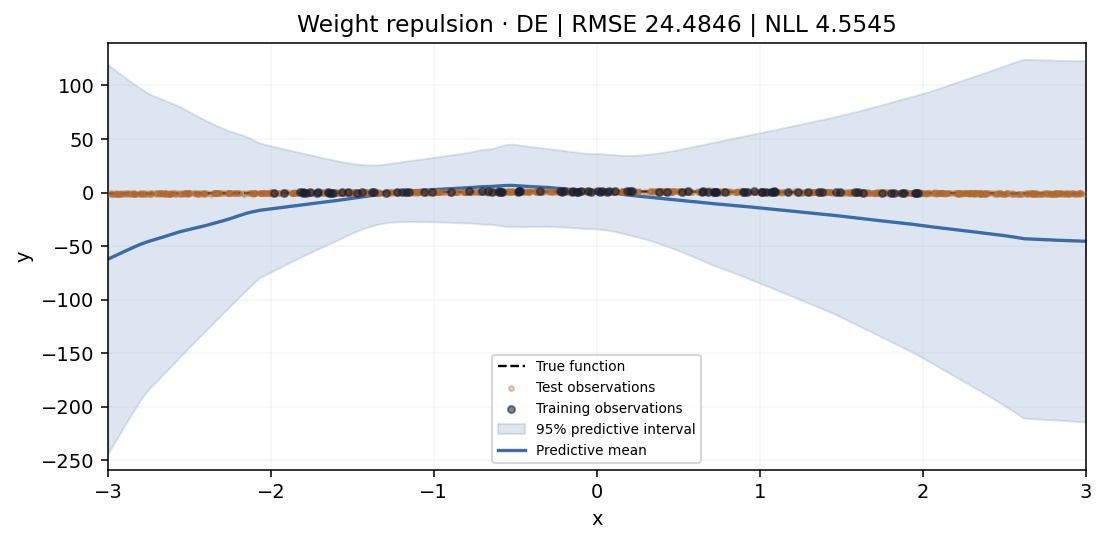 Weight repulsion · DE | RMSE 24.4846 | NLL 4.5545
100
50
0
−50
−100
−150
−200
−250
y
True function
Test observations
Training observations
95% predictive interval
Predictive mean
−3 −2 −1 0 1 2 3
x